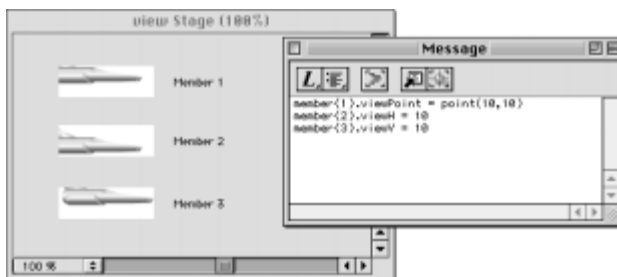 view Stage (100%)
Member 1
Member 2
Member 3
100 %
Message
L
member(1).viewPoint = point(10,10)
member(2).viewH = 10
member(3).viewV = 10